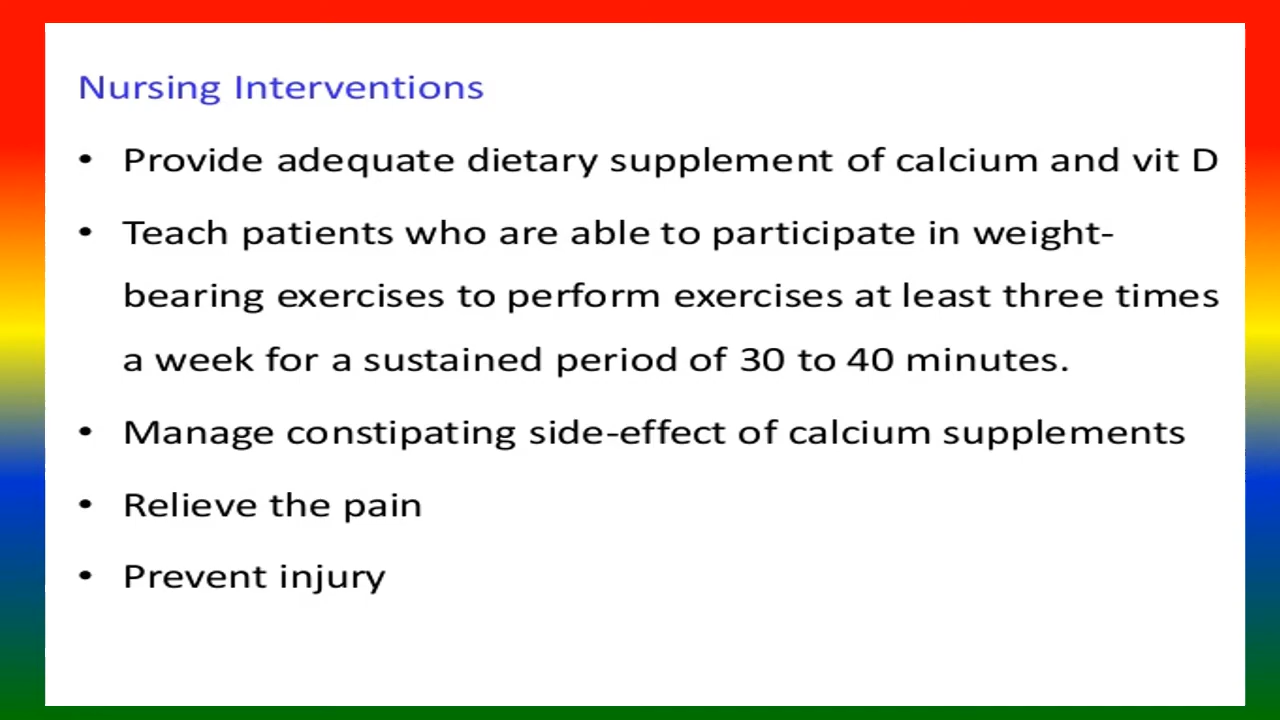 Nursing Interventions
• Provide adequate dietary supplement of calcium and vit D
• Teach patients who are able to participate in weight-
bearing exercises to perform exercises at least three times
a week for a sustained period of 30 to 40 minutes.
• Manage constipating side-effect of calcium supplements
• Relieve the pain
• Prevent injury